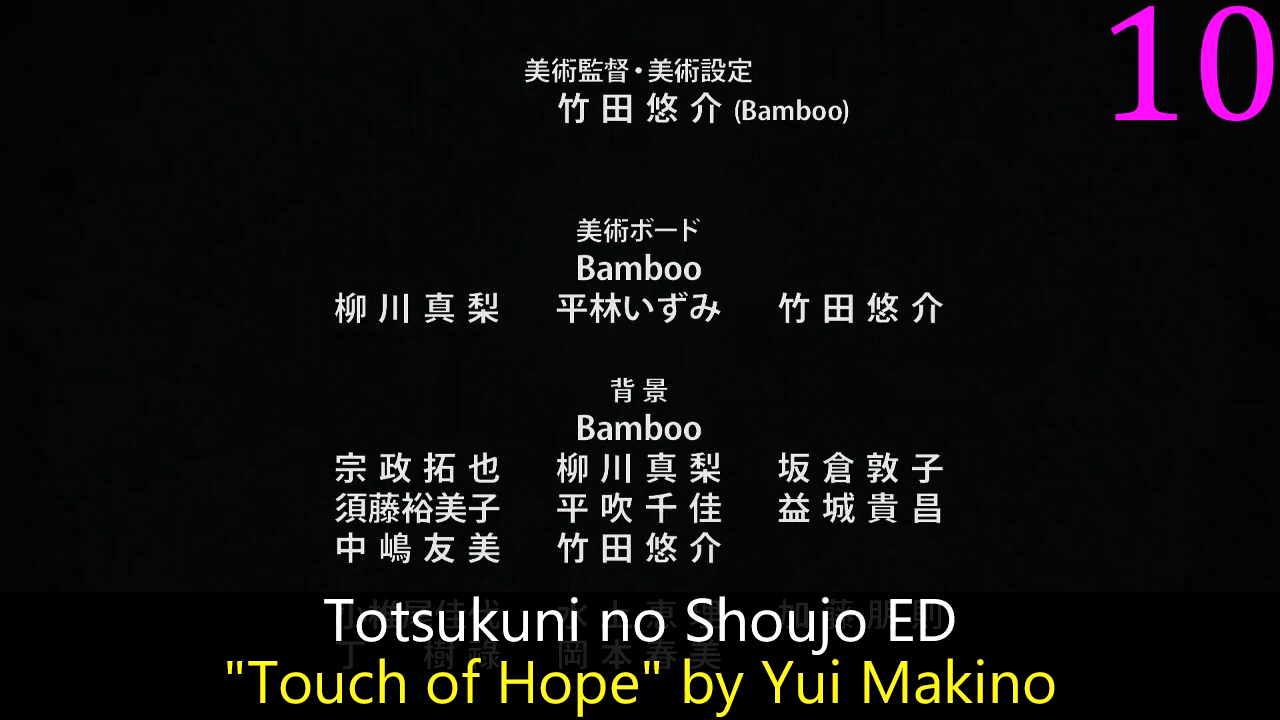 10
美術監督・美術設定
竹田悠介 (Bamboo)
美術ボード
Bamboo
柳川真梨 平林いずみ 竹田悠介
背景
Bamboo
宗政拓也 柳川真梨 坂倉敦子
須藤裕美子 平吹千佳 益城貴昌
中嶋友美 竹田悠介
Totsukuni no Shoujo ED
"Touch of Hope" by Yui Makino